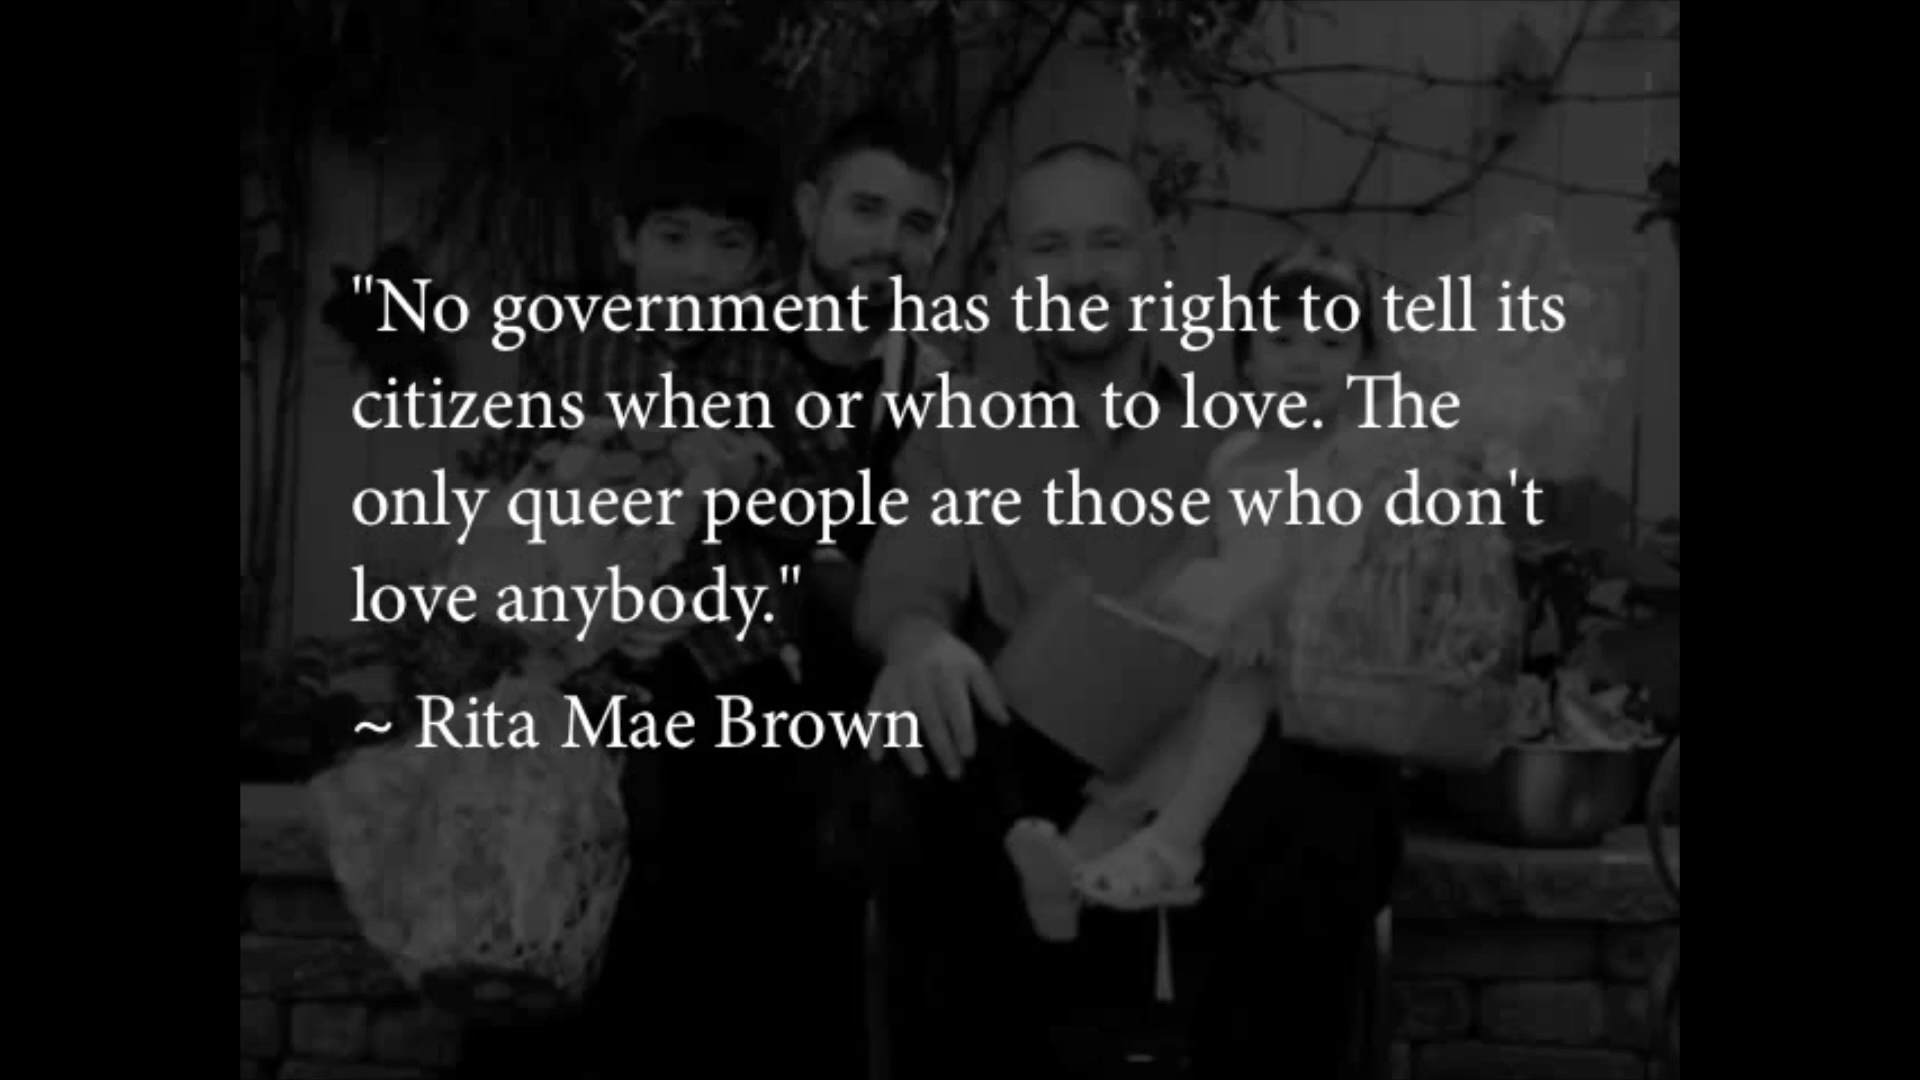 "No government has the right to tell its
citizens when or whom to love. The
only queer people are those who don't
love anybody."
~ Rita Mae Brown